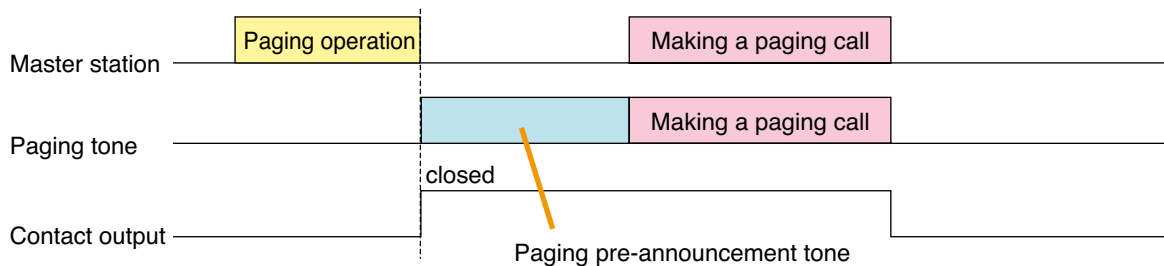 Paging operation
Making a paging call
Master station
Making a paging call
Paging tone
closed
Contact output
Paging pre-announcement tone